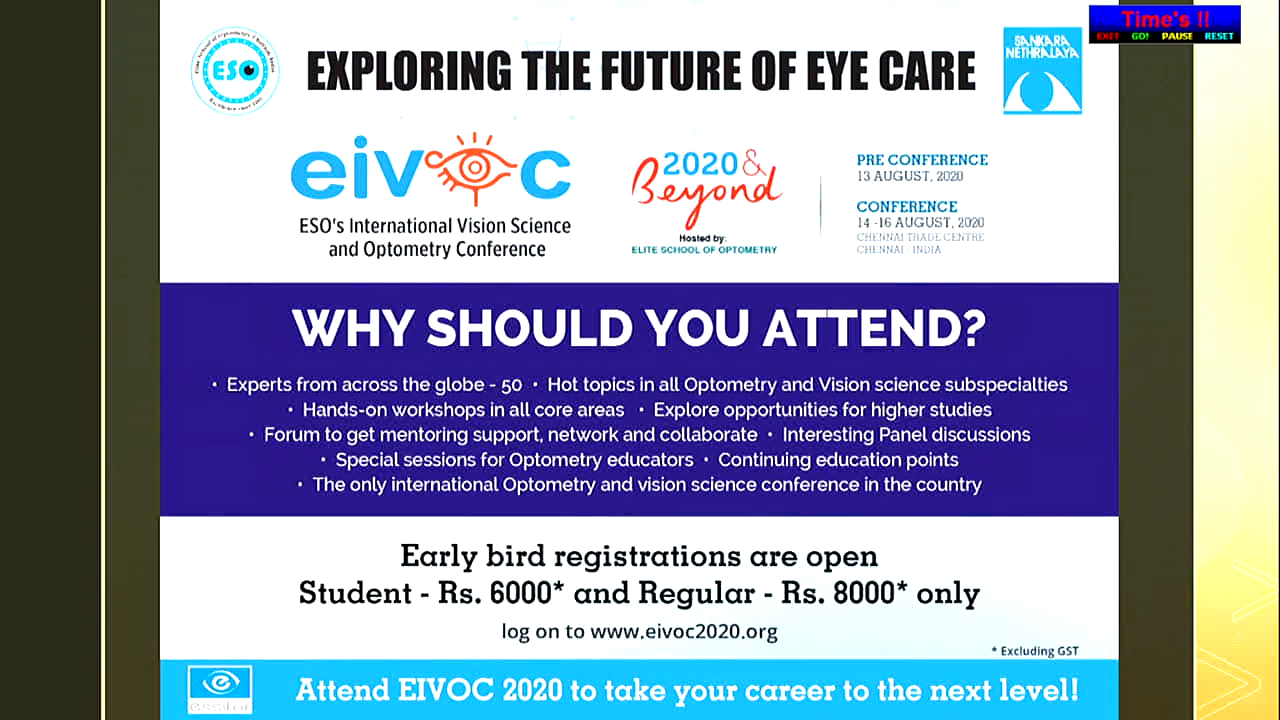 Time's !!
EXIT GO! PAUSE RESET
ESO
EXPLORING THE FUTURE OF EYE CARE
SANKARA
NETHRALAYA
eivoc
ESO's International Vision Science
and Optometry Conference
2020 &
Beyond
Hosted by:
ELITE SCHOOL OF OPTOMETRY
PRE CONFERENCE
13 AUGUST, 2020
CONFERENCE
14 -16 AUGUST, 2020
CHENNAI TRADE CENTRE
CHENNAI - INDIA
WHY SHOULD YOU ATTEND?
• Experts from across the globe - 50 • Hot topics in all Optometry and Vision science subspecialties
• Hands-on workshops in all core areas • Explore opportunities for higher studies
• Forum to get mentoring support, network and collaborate • Interesting Panel discussions
• Special sessions for Optometry educators • Continuing education points
• The only international Optometry and vision science conference in the country
Early bird registrations are open
Student - Rs. 6000* and Regular - Rs. 8000* only
log on to www.eivoc2020.org
* Excluding GST
Attend EIVOC 2020 to take your career to the next level!